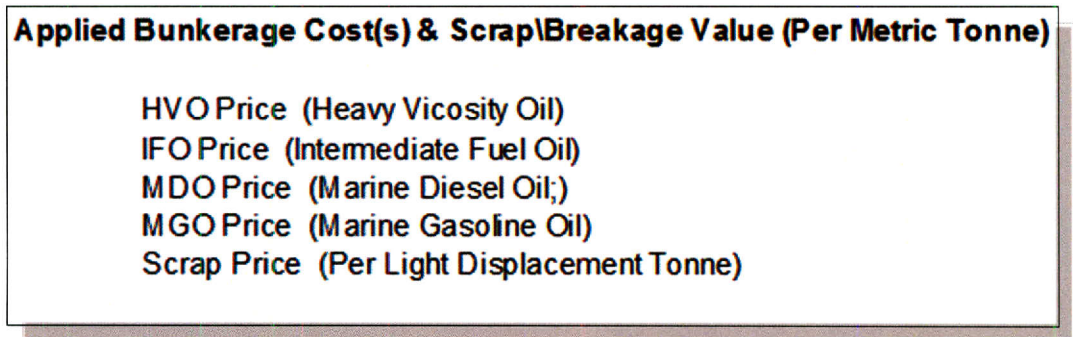 Applied Bunkerage Cost(s) & Scrap\Breakage Value (Per Metric Tonne)
HVO Price (Heavy Vicosity Oil)
IFO Price (Intermediate Fuel Oil)
MDO Price (Marine Diesel Oil;)
MGO Price (Marine Gasoline Oil)
Scrap Price (Per Light Displacement Tonne)